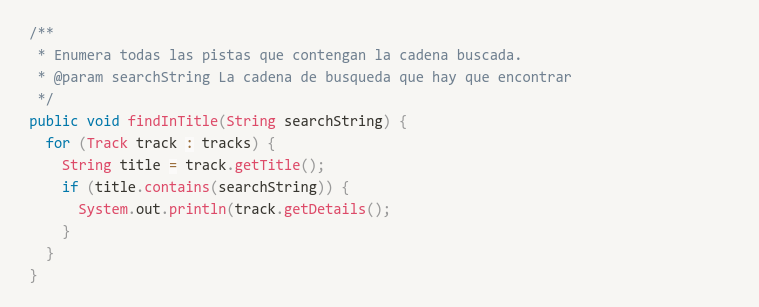 /**
 * Enumera todas las pistas que contengan la cadena buscada.
 * @param searchString La cadena de busqueda que hay que encontrar
 */
public void findInTitle(String searchString) {
  for (Track track : tracks) {
    String title = track.getTitle();
    if (title.contains(searchString)) {
      System.out.println(track.getDetails();
    }
  }
}